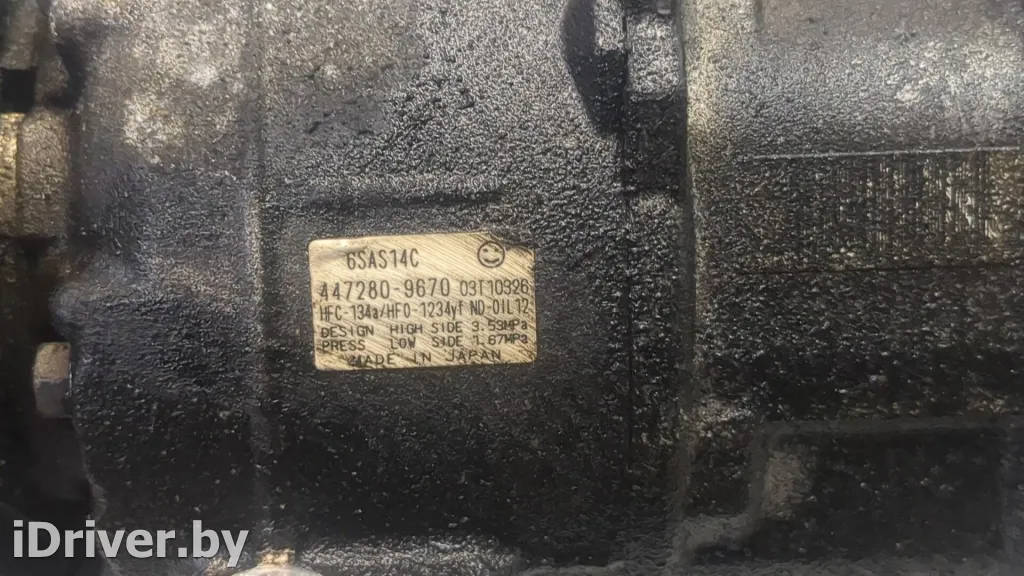 6SAS14C
447280-9670 03T10326
HFC-134a/HFO-1234yf ND-OIL12
DESIGN HIGH SIDE 3.53MPa
PRESS LOW SIDE 1.67MPa
MADE IN JAPAN
iDriver.by